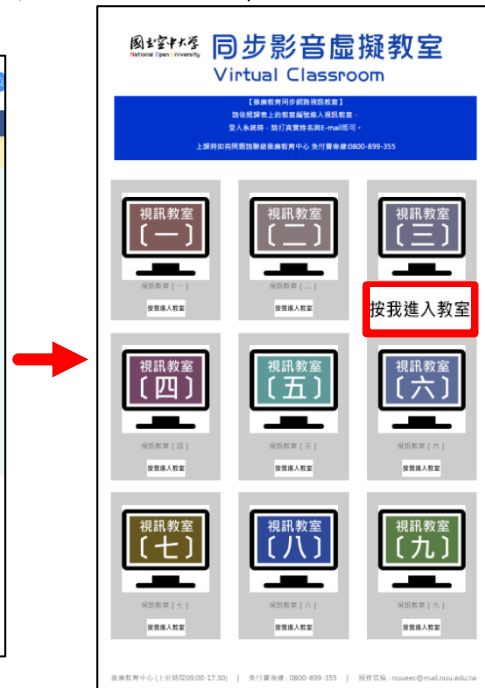 國立空中大學
National Open University
同步影音虛擬教室
Virtual Classroom
【推廣教育同步網路視訊教室】
請依照課表上的教室編號進入視訊教室，
登入系統時，請打真實姓名與E-mail即可。
上課時如有問題請聯絡推廣教育中心 免付費專線:0800-899-355
視訊教室 視訊教室 視訊教室
〔一〕 〔二〕 〔三〕
視訊教室 [ 一 ] 視訊教室 [ 二 ]
按我進入教室 按我進入教室 按我進入教室
視訊教室 視訊教室 視訊教室
〔四〕 〔五〕 〔六〕
視訊教室 [ 四 ] 視訊教室 [ 五 ] 視訊教室 [ 六 ]
按我進入教室 按我進入教室 按我進入教室
視訊教室 視訊教室 視訊教室
〔七〕 〔八〕 〔九〕
視訊教室 [ 七 ] 視訊教室 [ 八 ] 視訊教室 [ 九 ]
按我進入教室 按我進入教室 按我進入教室
推廣教育中心 (上班時間09:00-17:30) | 免付費專線 : 0800-899-355 | 服務信箱 : noueec@mail.nou.edu.tw